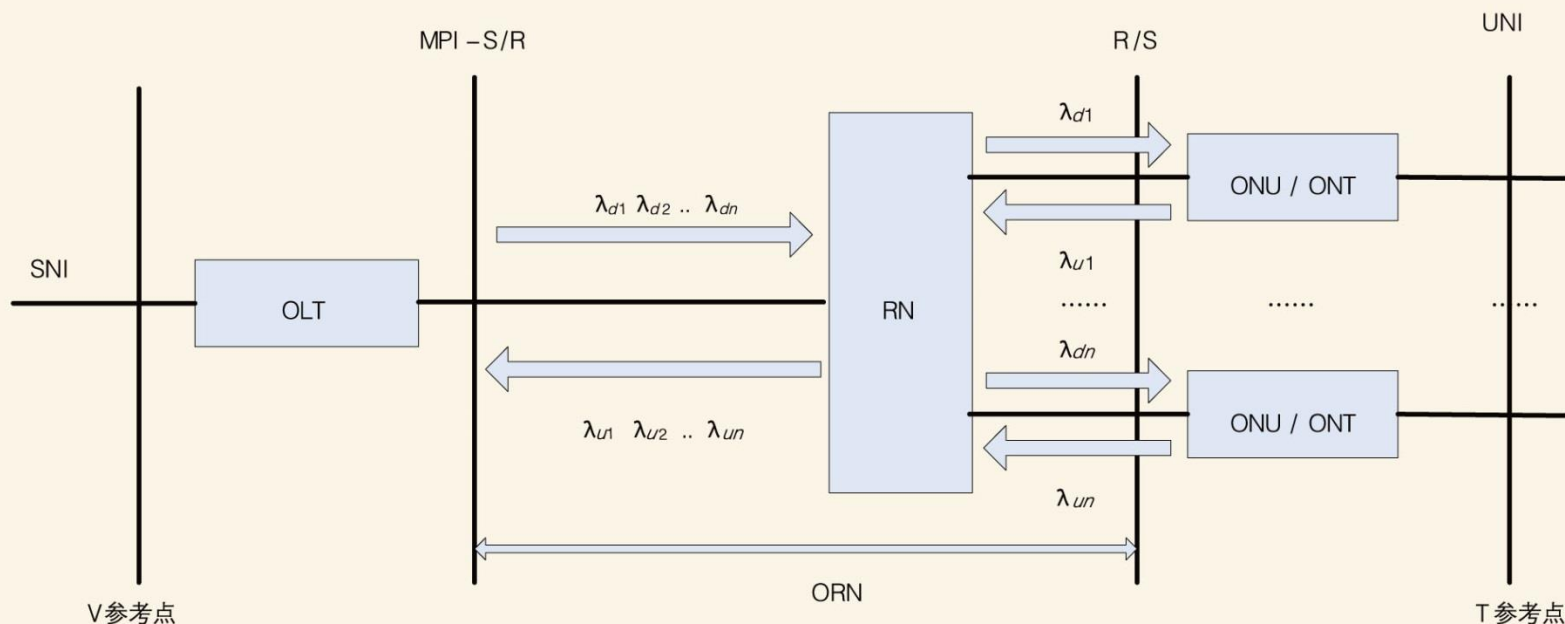 UNI
MPI –S/R
R/S
λd1
ONU / ONT
λd1 λd2 .. λdn
λu1
SNI
OLT
RN
......
......
......
λdn
ONU / ONT
λu1 λu2 .. λun
λun
ORN
V参考点
T参考点